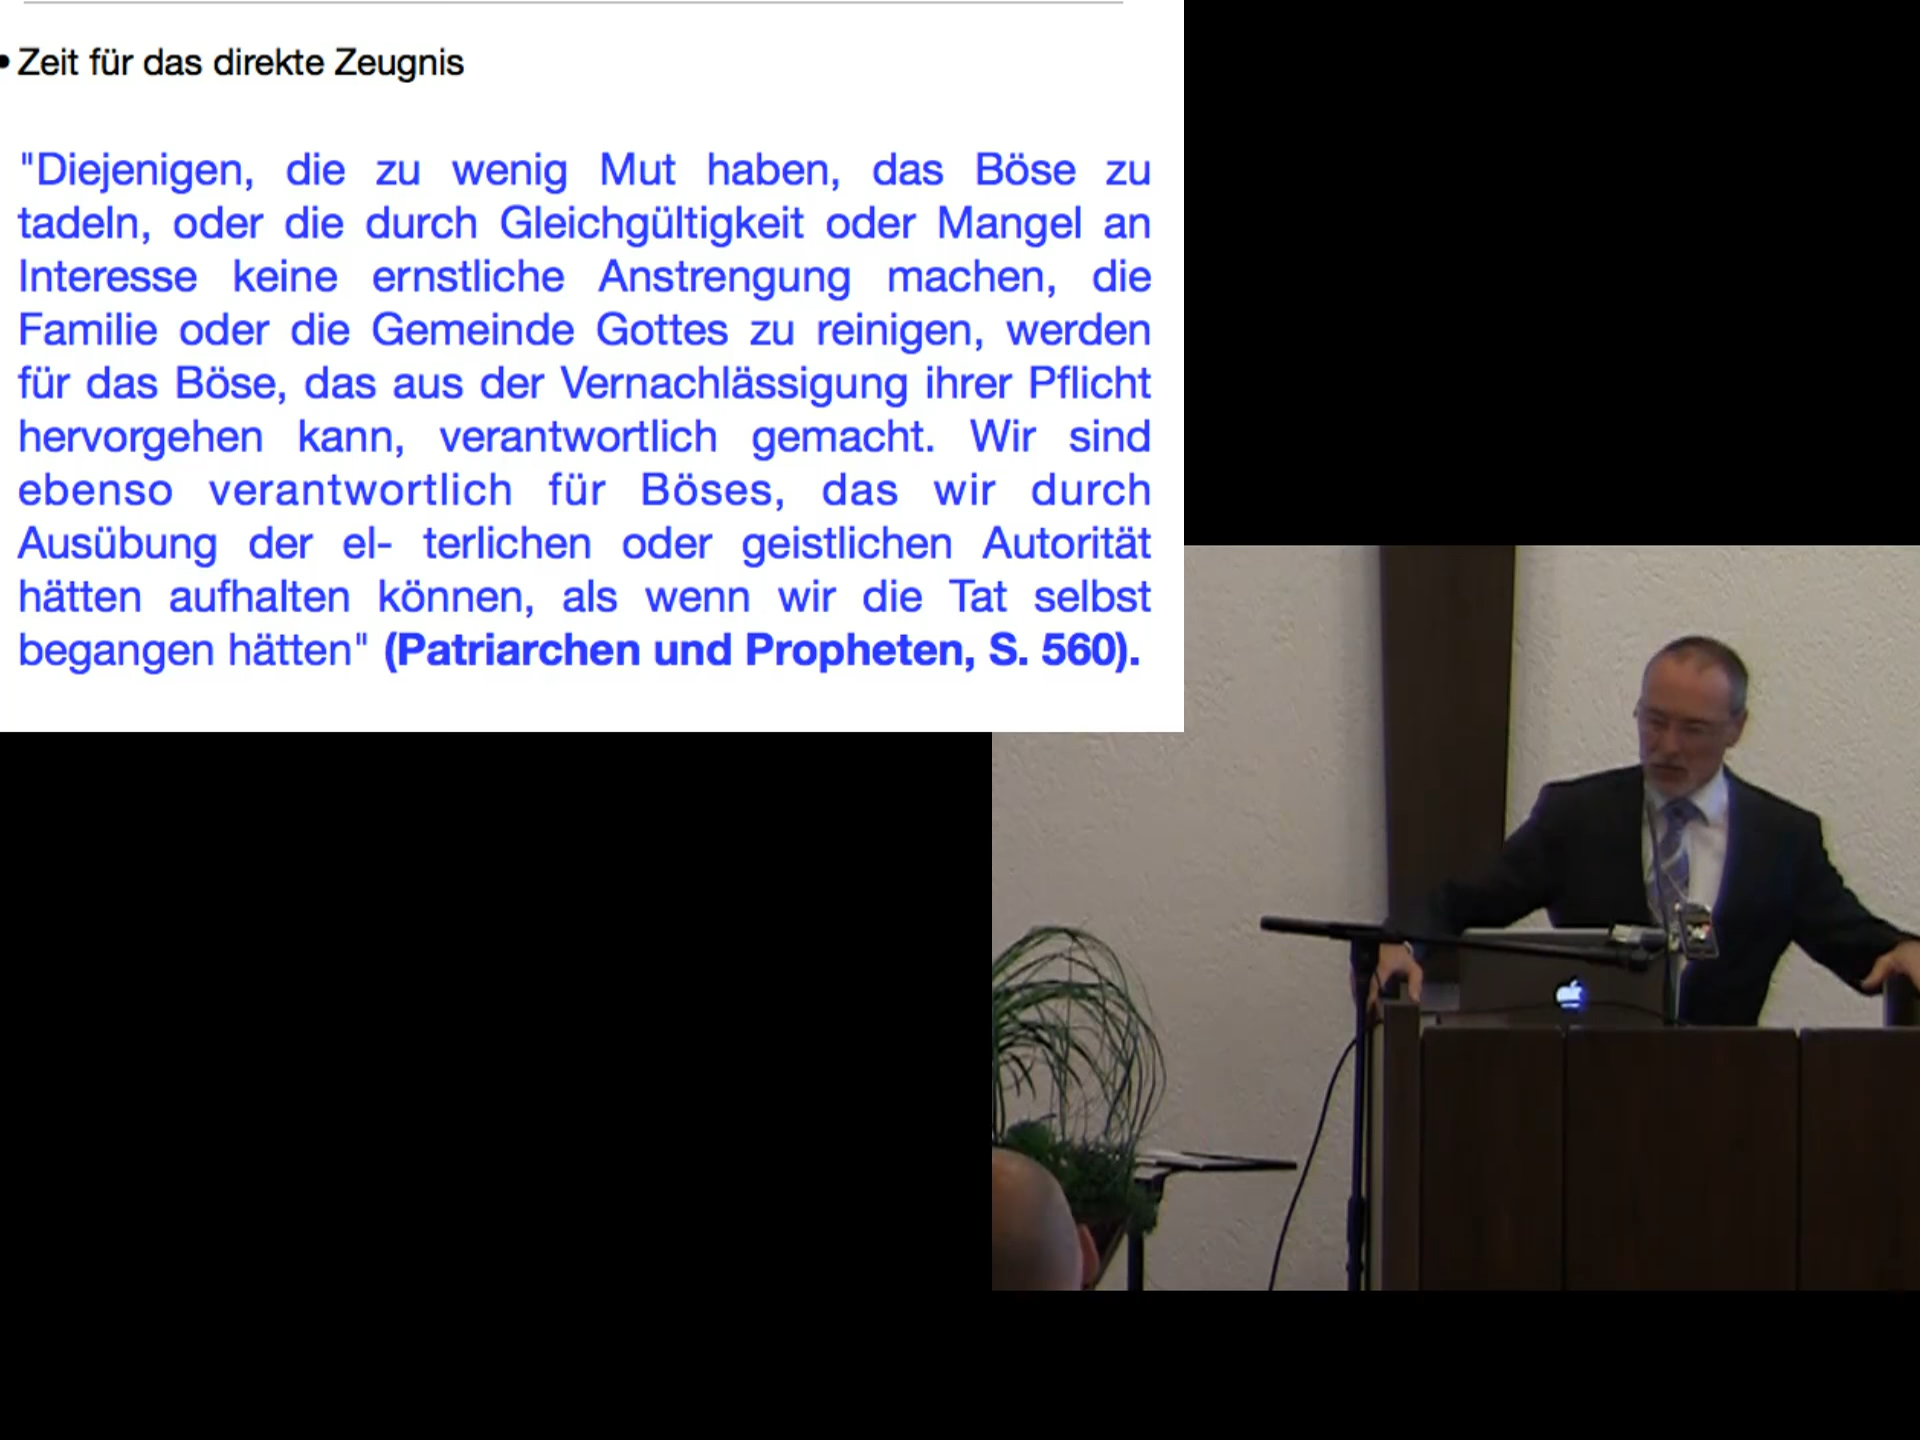 • Zeit für das direkte Zeugnis
"Diejenigen, die zu wenig Mut haben, das Böse zu
tadeln, oder die durch Gleichgültigkeit oder Mangel an
Interesse keine ernstliche Anstrengung machen, die
Familie oder die Gemeinde Gottes zu reinigen, werden
für das Böse, das aus der Vernachlässigung ihrer Pflicht
hervorgehen kann, verantwortlich gemacht. Wir sind
ebenso verantwortlich für Böses, das wir durch
Ausübung der el- terlichen oder geistlichen Autorität
hätten aufhalten können, als wenn wir die Tat selbst
begangen hätten" (Patriarchen und Propheten, S. 560).